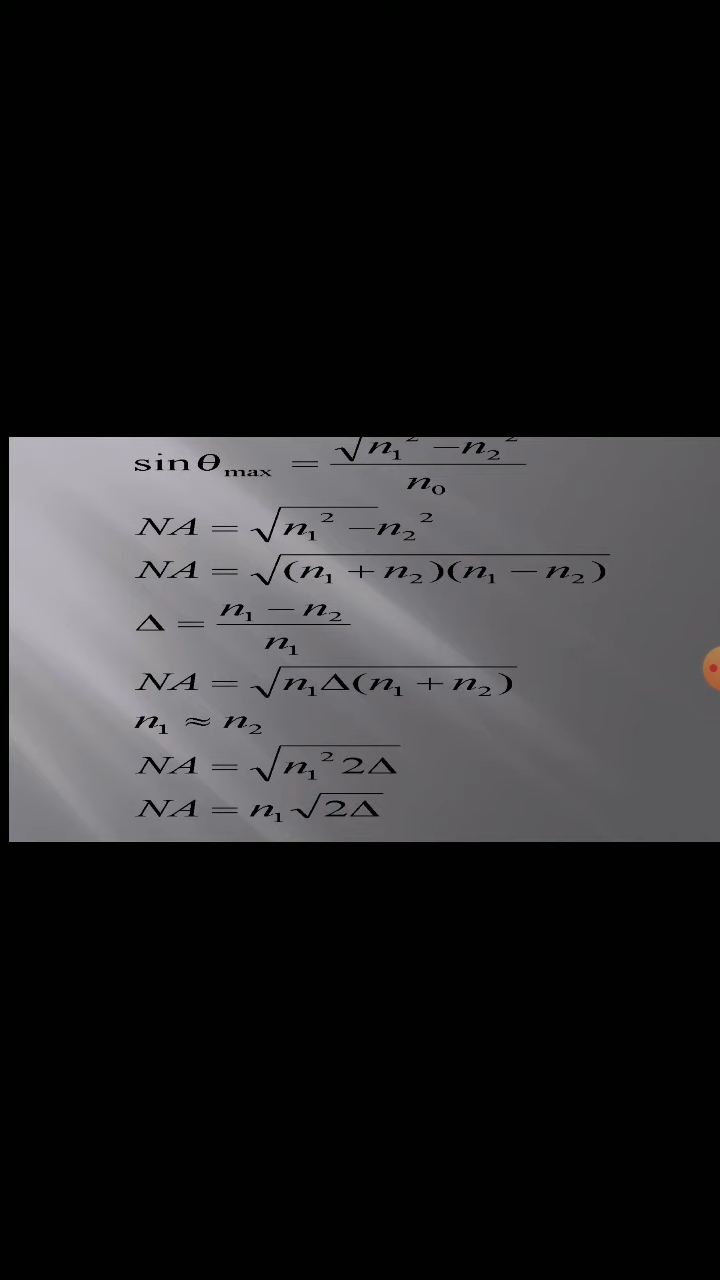 sin θmax = √n₁² − n₂² / n₀
NA = √n₁² − n₂²
NA = √(n₁ + n₂)(n₁ − n₂)
Δ = n₁ − n₂ / n₁
NA = √n₁Δ(n₁ + n₂)
n₁ ≈ n₂
NA = √n₁² 2Δ
NA = n₁√2Δ